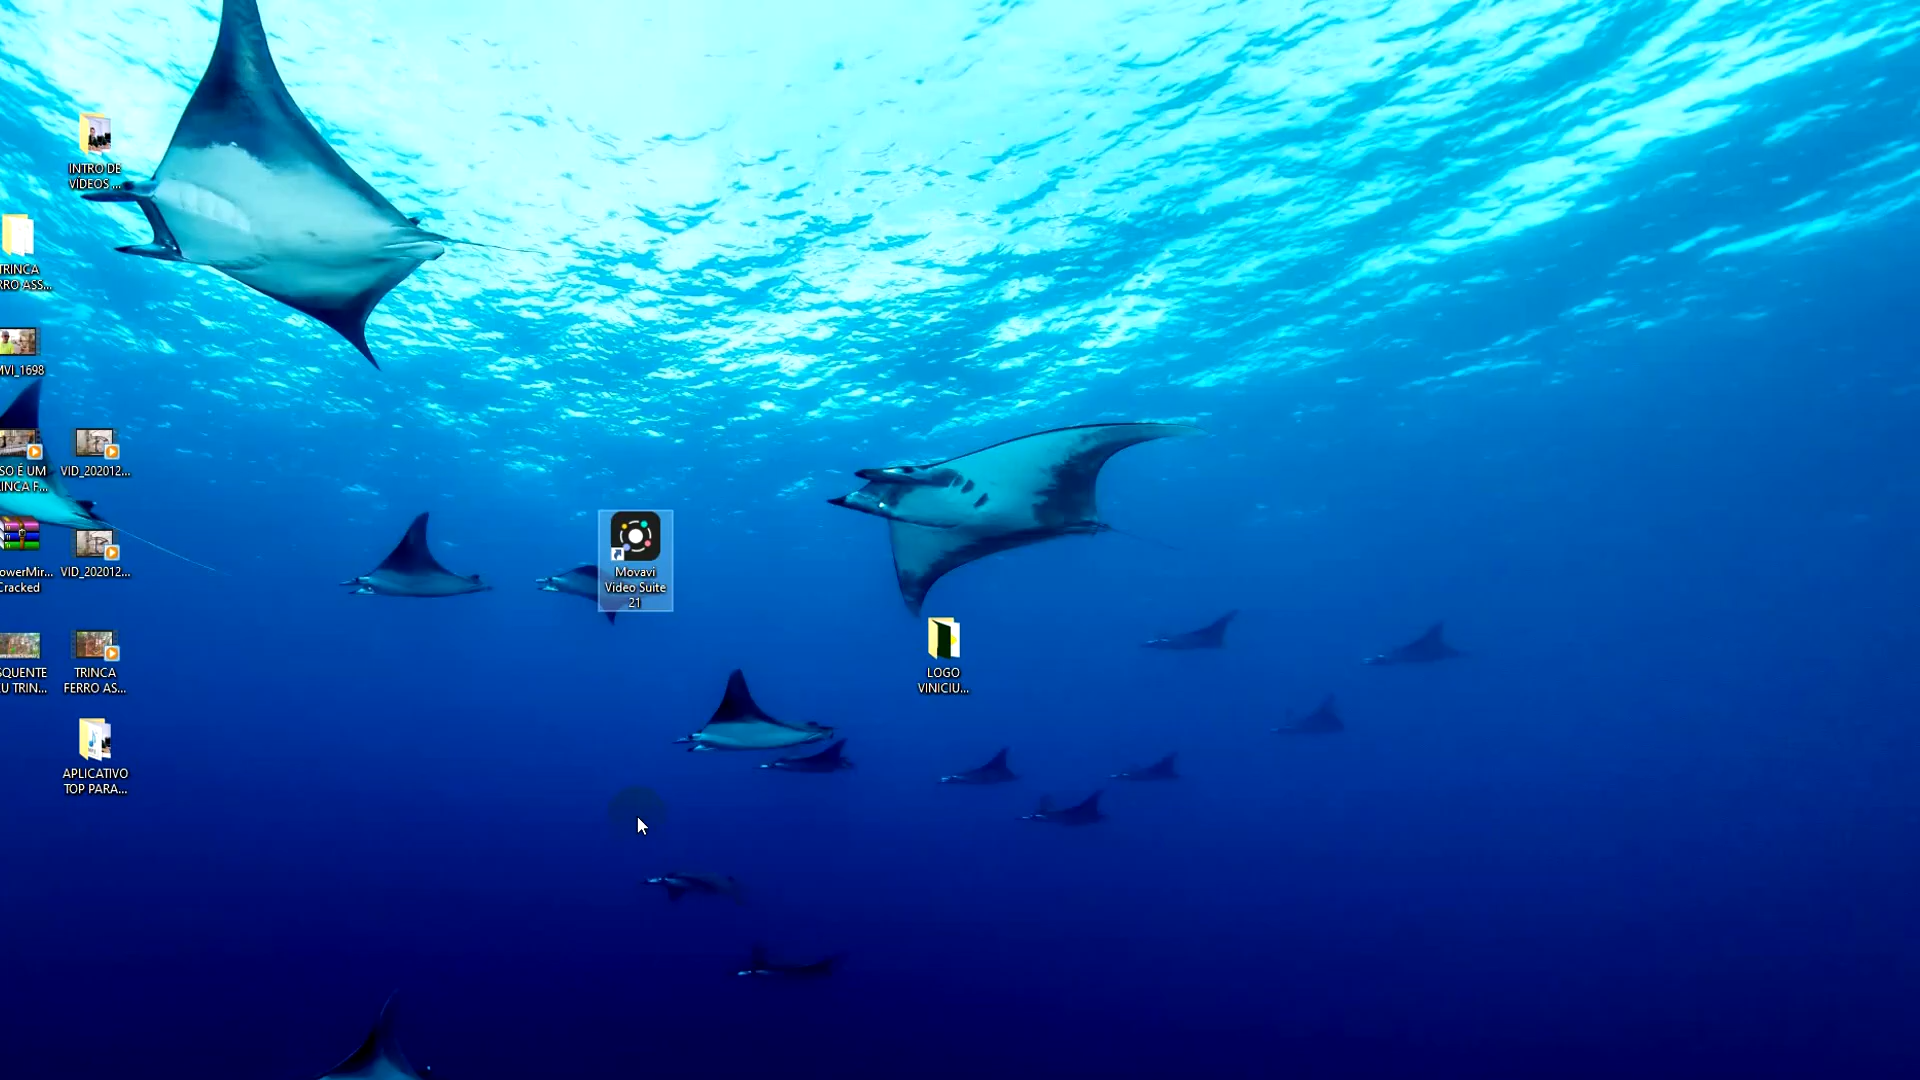 INTRO DE
VÍDEOS ...
TRINCA
RRO ASS...
MVI_1698
SO É UM
INCA F...
VID_202012...
owerMir...
Cracked
VID_202012...
SQUENTE
U TRIN...
TRINCA
FERRO AS...
APLICATIVO
TOP PARA...
Movavi
Video Suite
21
LOGO
VINICIU...